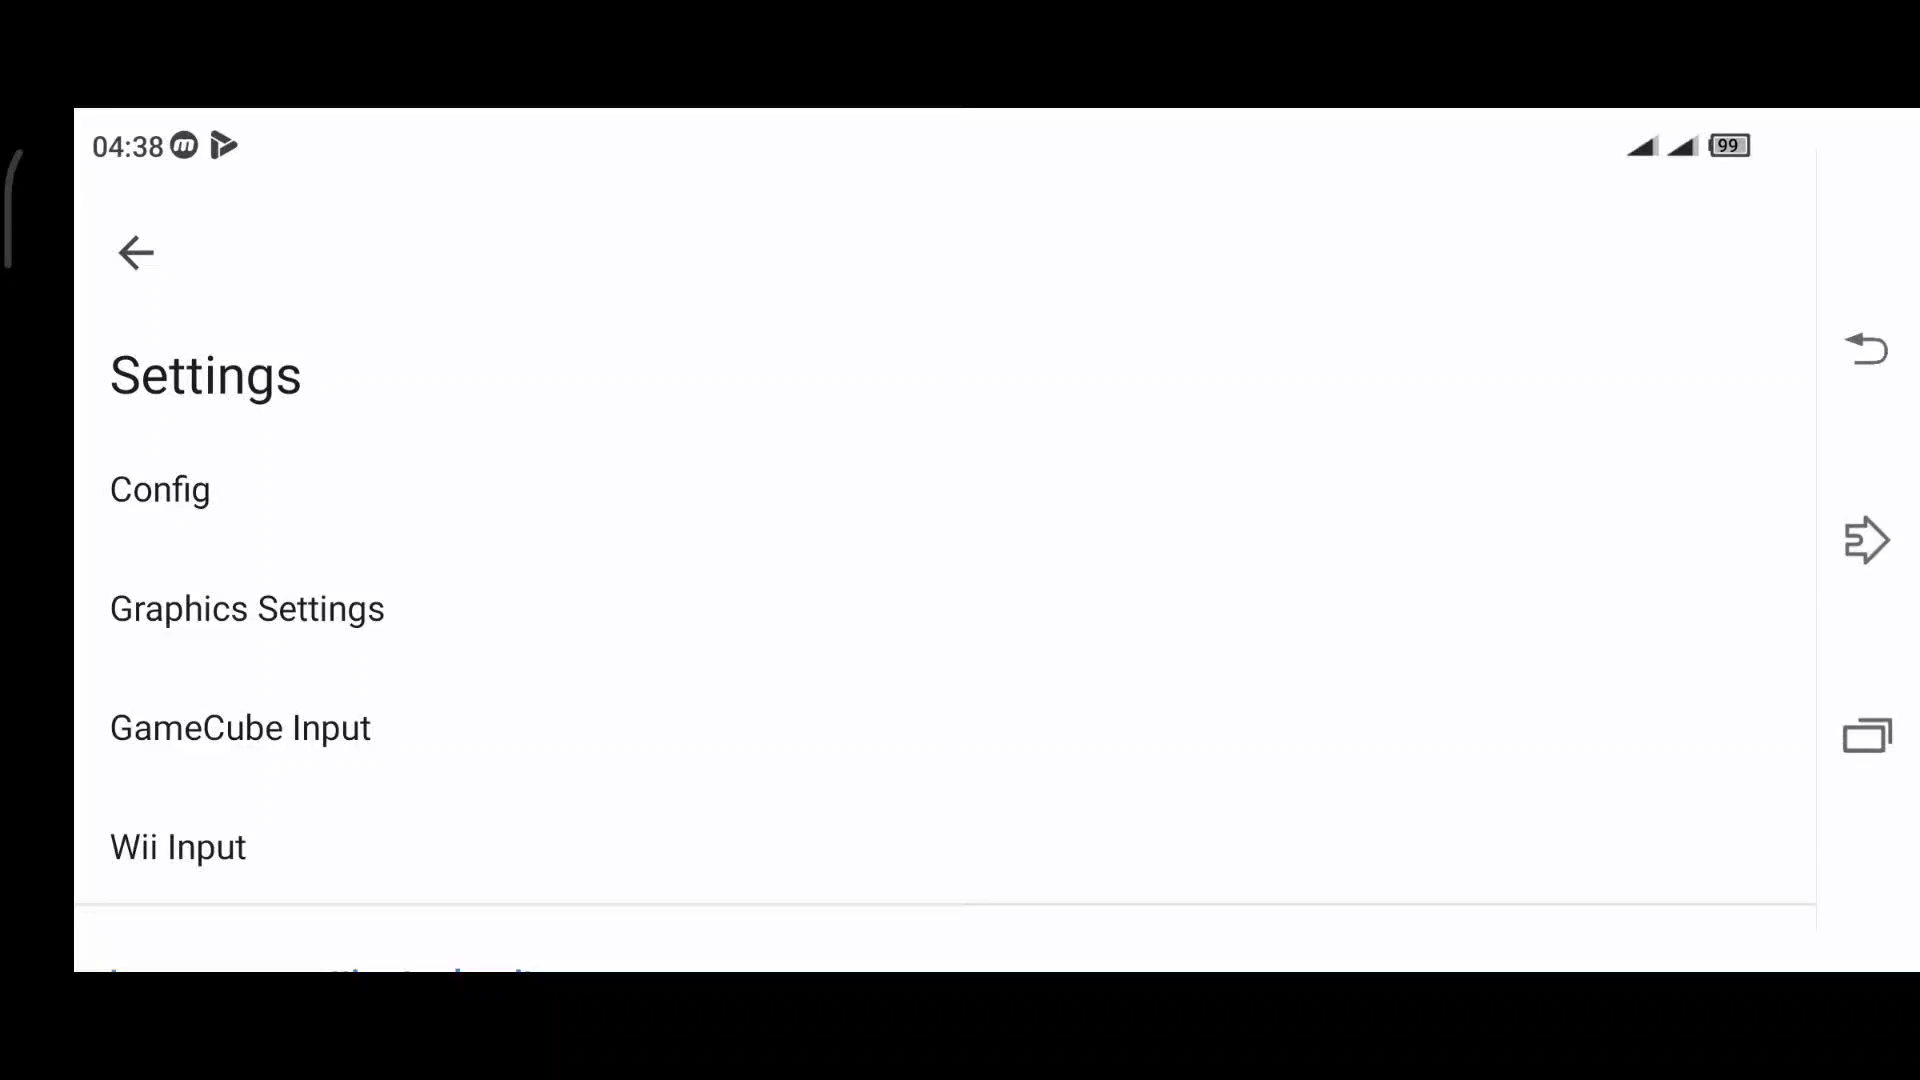 04:38
99
Settings
Config
Graphics Settings
GameCube Input
Wii Input